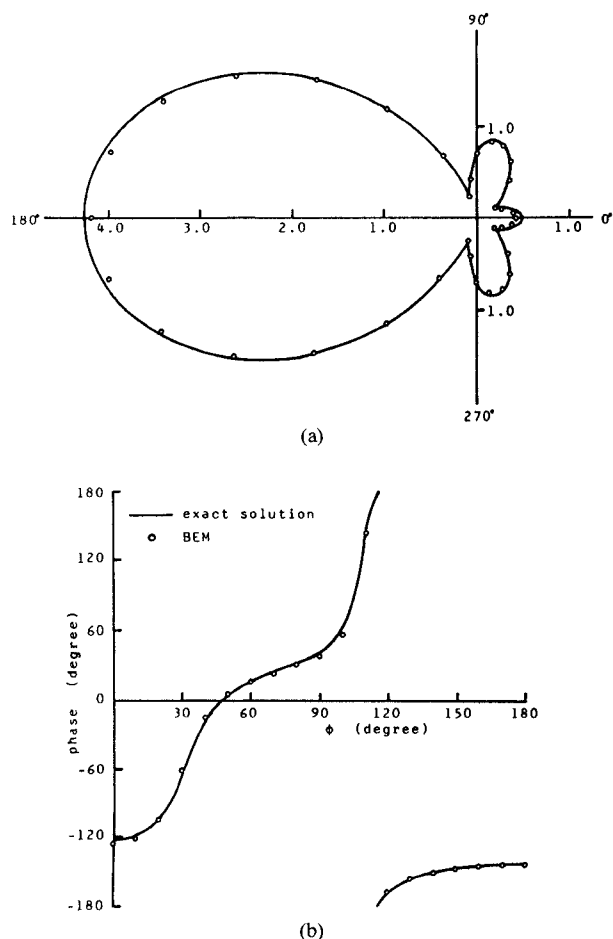 90°
1.0
180°
4.0 3.0 2.0 1.0 1.0 0°
1.0
270°
(a)
180
exact solution
BEM
120
60
0
30 60 90 120 150 180
ϕ (degree)
-60
-120
-180
phase (degree)
(b)